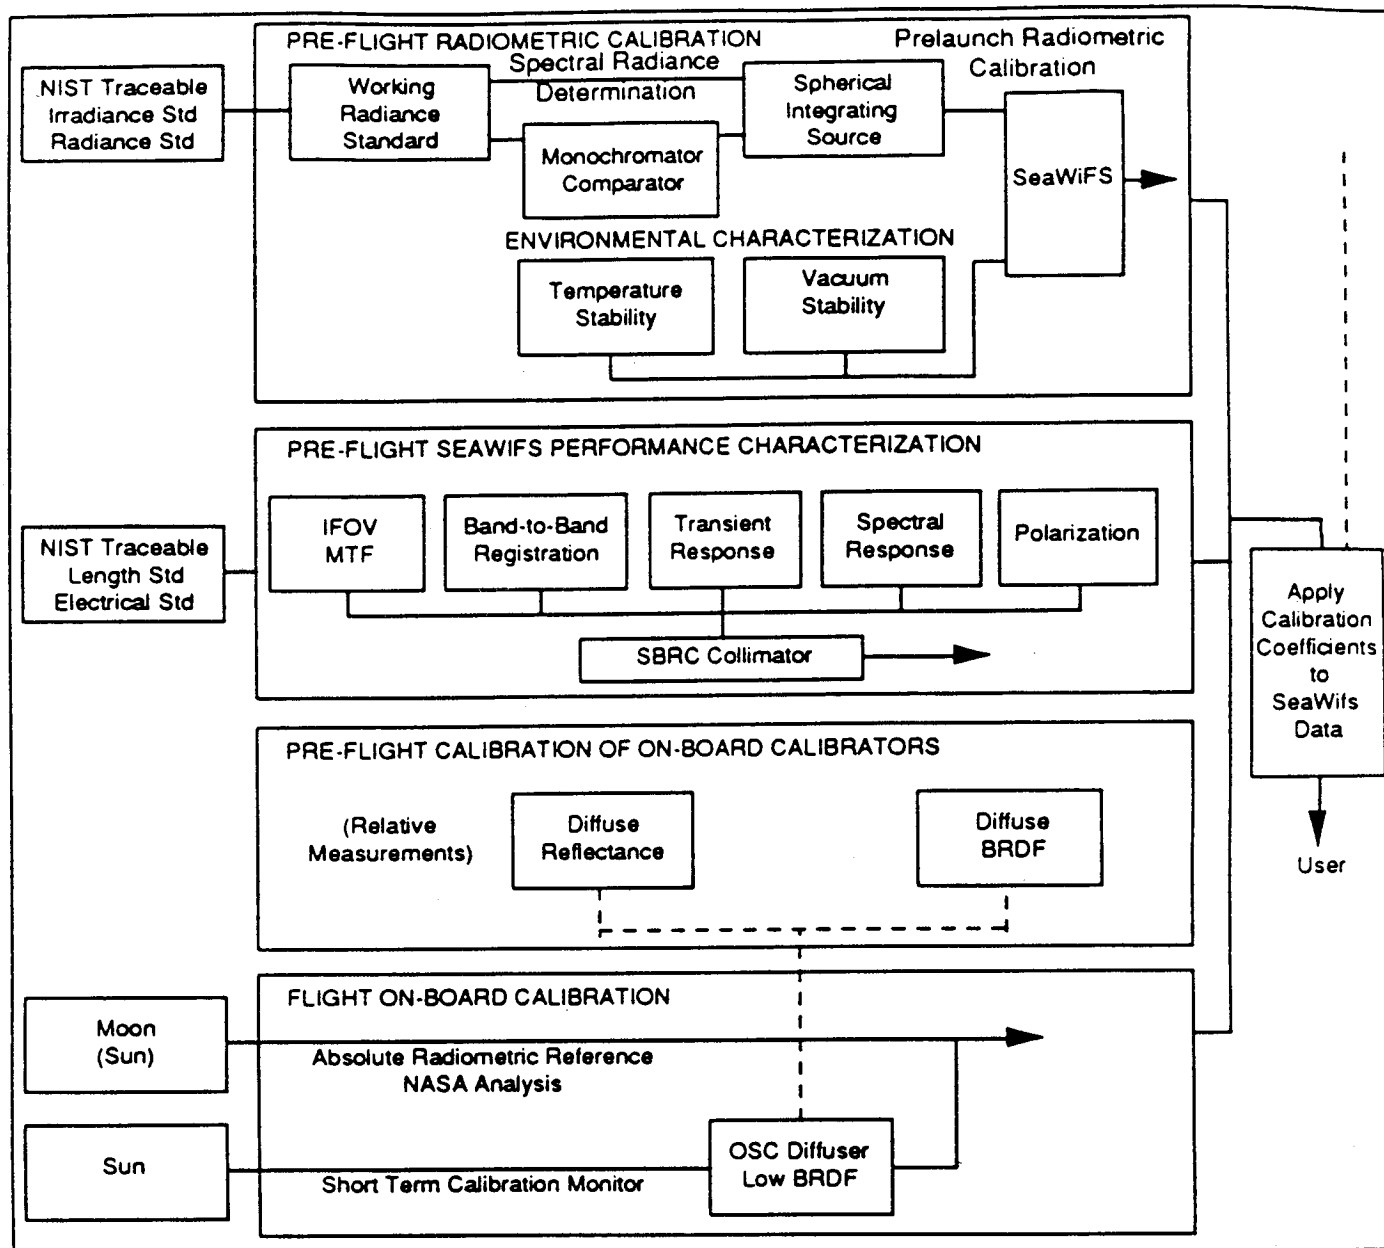 PRE-FLIGHT RADIOMETRIC CALIBRATION
Prelaunch Radiometric
Calibration
NIST Traceable
Irradiance Std
Radiance Std
Working
Radiance
Standard
Spectral Radiance
Determination
Monochromator
Comparator
Spherical
Integrating
Source
SeaWiFS
ENVIRONMENTAL CHARACTERIZATION
Temperature
Stability
Vacuum
Stability
PRE-FLIGHT SEAWIFS PERFORMANCE CHARACTERIZATION
NIST Traceable
Length Std
Electrical Std
IFOV
MTF
Band-to-Band
Registration
Transient
Response
Spectral
Response
Polarization
SBRC Collimator
Apply
Calibration
Coefficients
to
SeaWifs
Data
User
PRE-FLIGHT CALIBRATION OF ON-BOARD CALIBRATORS
(Relative
Measurements)
Diffuse
Reflectance
Diffuse
BRDF
FLIGHT ON-BOARD CALIBRATION
Moon
(Sun)
Absolute Radiometric Reference
NASA Analysis
Sun
Short Term Calibration Monitor
OSC Diffuser
Low BRDF